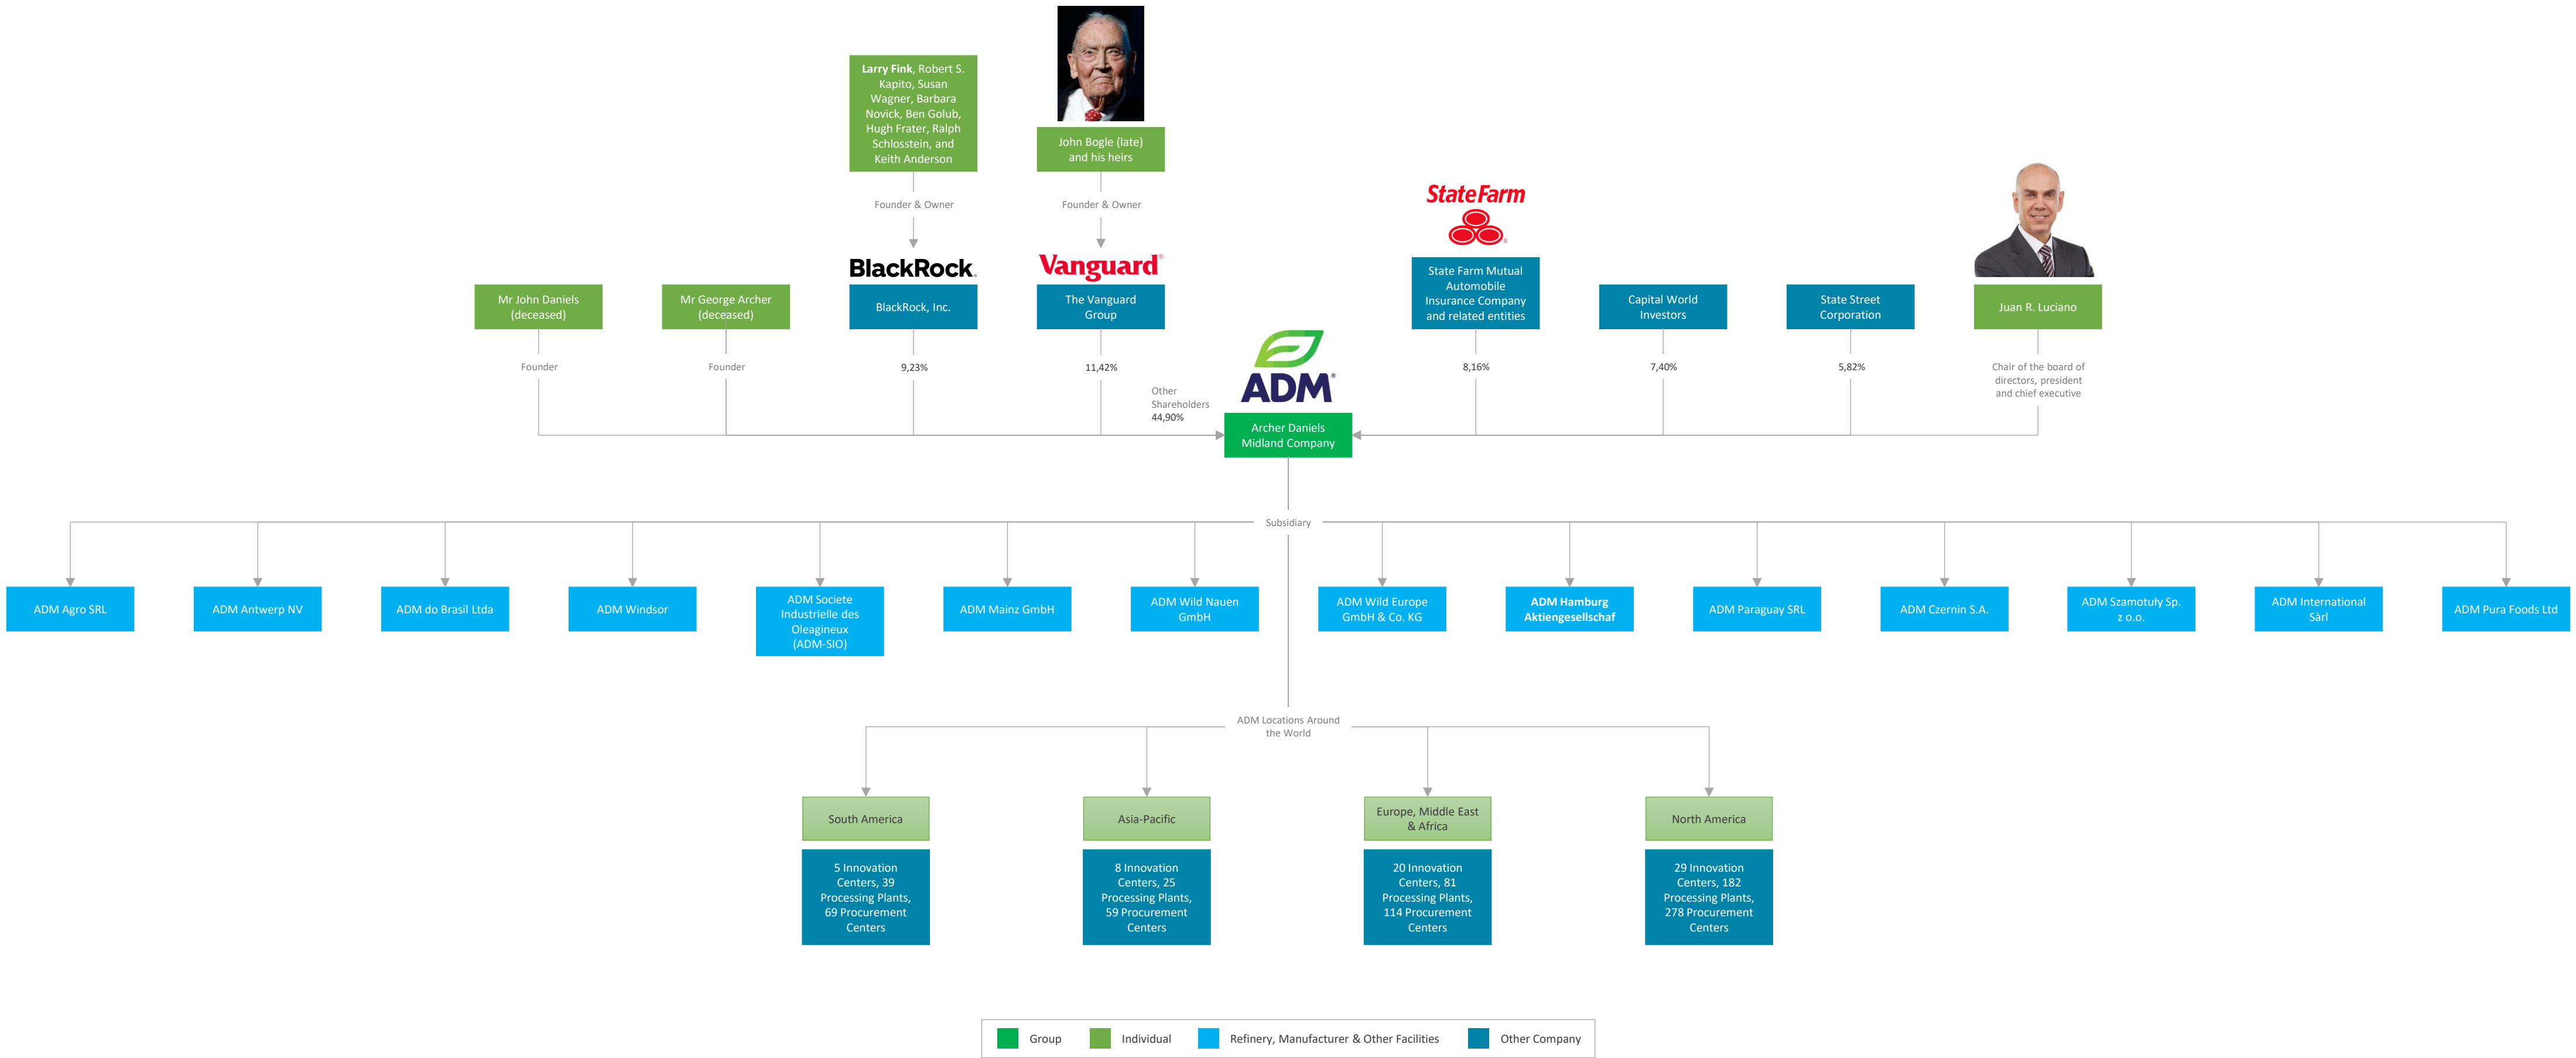 Larry Fink, Robert S.
Kapito, Susan
Wagner, Barbara
Novick, Ben Golub,
Hugh Frater, Ralph
Schlosstein, and
Keith Anderson
John Bogle (late)
and his heirs
Founder & Owner
Founder & Owner
BlackRock.
Vanguard®
StateFarm
®
Mr John Daniels
(deceased)
Mr George Archer
(deceased)
BlackRock, Inc.
The Vanguard
Group
State Farm Mutual
Automobile
Insurance Company
and related entities
Capital World
Investors
State Street
Corporation
Juan R. Luciano
Founder
Founder
9,23%
11,42%
Other
Shareholders
44,90%
ADM®
8,16%
7,40%
5,82%
Chair of the board of
directors, president
and chief executive
Archer Daniels
Midland Company
Subsidiary
ADM Agro SRL
ADM Antwerp NV
ADM do Brasil Ltda
ADM Windsor
ADM Societe
Industrielle des
Oleagineux
(ADM-SIO)
ADM Mainz GmbH
ADM Wild Nauen
GmbH
ADM Wild Europe
GmbH & Co. KG
ADM Hamburg
Aktiengesellschaf
ADM Paraguay SRL
ADM Czernin S.A.
ADM Szamotuły Sp.
z o.o.
ADM International
Sàrl
ADM Pura Foods Ltd
ADM Locations Around
the World
South America
Asia-Pacific
Europe, Middle East
& Africa
North America
5 Innovation
Centers, 39
Processing Plants,
69 Procurement
Centers
8 Innovation
Centers, 25
Processing Plants,
59 Procurement
Centers
20 Innovation
Centers, 81
Processing Plants,
114 Procurement
Centers
29 Innovation
Centers, 182
Processing Plants,
278 Procurement
Centers
Group
Individual
Refinery, Manufacturer & Other Facilities
Other Company